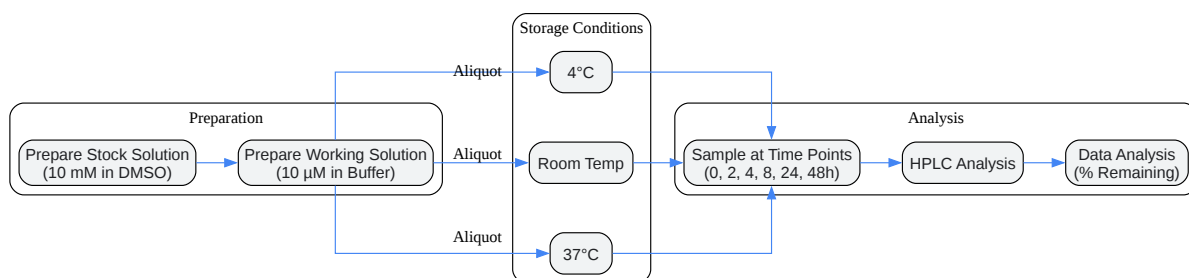 Storage Conditions
Aliquot
4°C
Preparation
Analysis
Prepare Stock Solution
(10 mM in DMSO)
Prepare Working Solution
(10 µM in Buffer)
Aliquot
Room Temp
Sample at Time Points
(0, 2, 4, 8, 24, 48h)
HPLC Analysis
Data Analysis
(% Remaining)
Aliquot
37°C